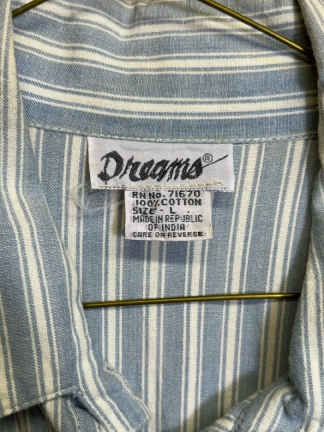 Dreams®
RN No. 71670
100% COTTON
SIZE - L
MADE IN REPUBLIC
OF INDIA
CARE ON REVERSE